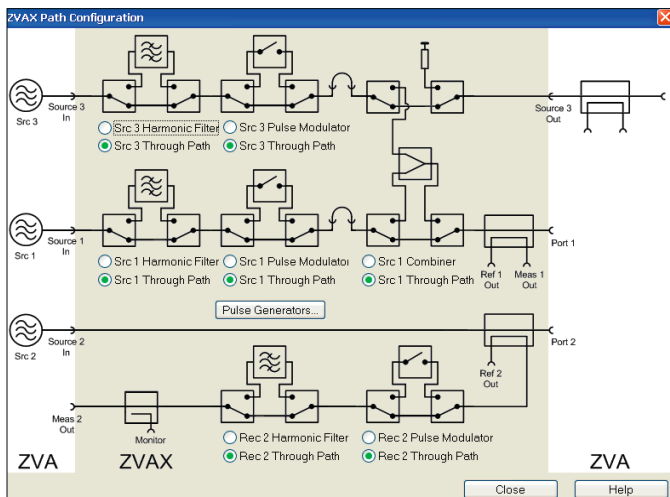 ZVAX Path Configuration
Src 3
Source 3
In
Src 3 Harmonic Filter
Src 3 Through Path
Src 3 Pulse Modulator
Src 3 Through Path
Source 3
Out
Src 1
Source 1
In
Src 1 Harmonic Filter
Src 1 Through Path
Src 1 Pulse Modulator
Src 1 Through Path
Src 1 Combiner
Src 1 Through Path
Ref 1
Out
Meas 1
Out
Port 1
Pulse Generators...
Src 2
Source 2
In
Ref 2
Out
Port 2
Meas 2
Out
Monitor
Rec 2 Harmonic Filter
Rec 2 Through Path
Rec 2 Pulse Modulator
Rec 2 Through Path
ZVA
ZVAX
ZVA
Close
Help